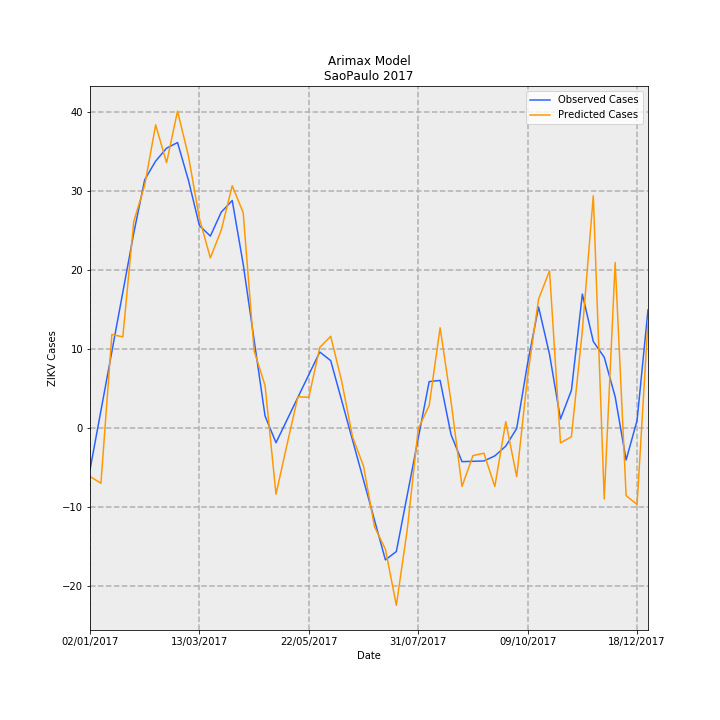 Arimax Model
SaoPaulo 2017
Observed Cases
Predicted Cases
ZIKV Cases
40
30
20
10
0
−10
−20
02/01/2017 13/03/2017 22/05/2017 31/07/2017 09/10/2017 18/12/2017
Date